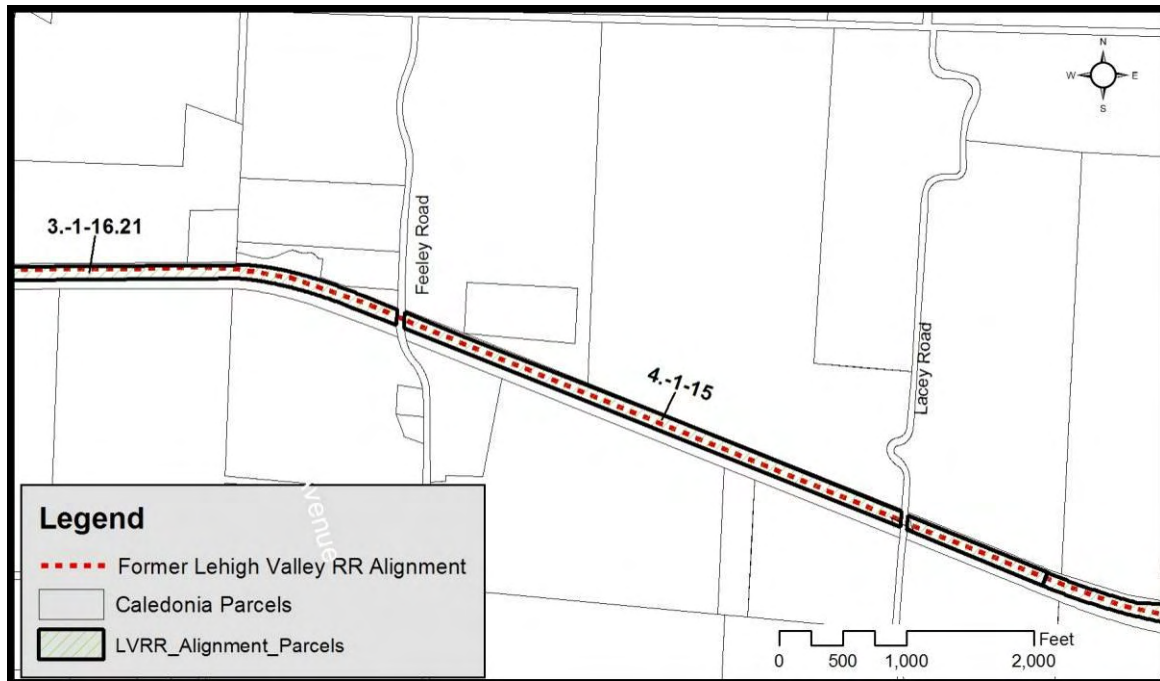 N
W E
S
3.-1-16.21
Feeley Road
4.-1-15
Lacey Road
Legend
venue
Former Lehigh Valley RR Alignment
Caledonia Parcels
LVRR_Alignment_Parcels
Feet
0 500 1,000 2,000